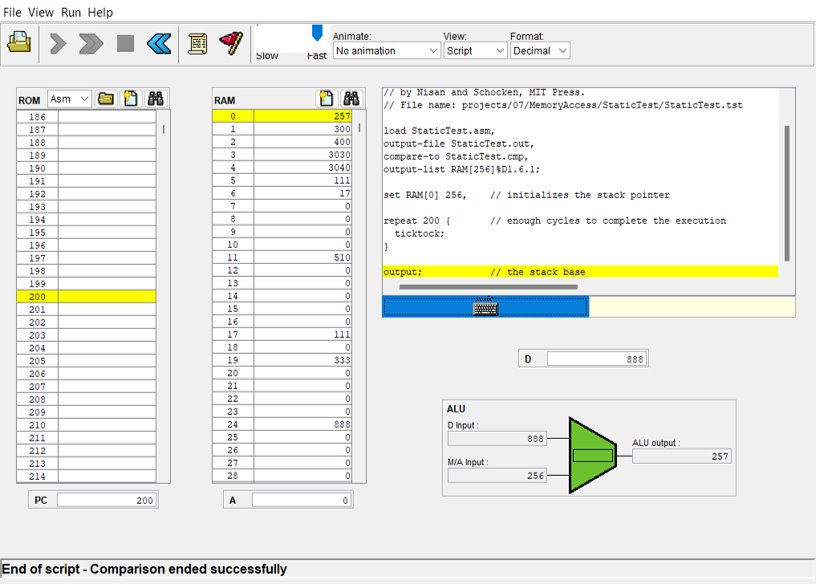 File View Run Help
Slow Fast
Animate:
No animation
View:
Script
Format:
Decimal
ROM Asm
186
187
188
189
190
191
192
193
194
195
196
197
198
199
200
201
202
203
204
205
206
207
208
209
210
211
212
213
214
PC 200
RAM
0 257
1 300
2 400
3 3030
4 3040
5 111
6 17
7 0
8 0
9 0
10 0
11 510
12 0
13 0
14 0
15 0
16 0
17 111
18 0
19 333
20 0
21 0
22 0
23 0
24 888
25 0
26 0
27 0
28 0
A 0
// by Nisan and Schocken, MIT Press.
// File name: projects/07/MemoryAccess/StaticTest/StaticTest.tst
load StaticTest.asm,
output-file StaticTest.out,
compare-to StaticTest.cmp,
output-list RAM[256]%D1.6.1;
set RAM[0] 256,    // initializes the stack pointer
repeat 200 {       // enough cycles to complete the execution
  ticktock;
}
output;            // the stack base
D 888
ALU
D Input :
888
M/A Input :
256
ALU output :
257
End of script - Comparison ended successfully